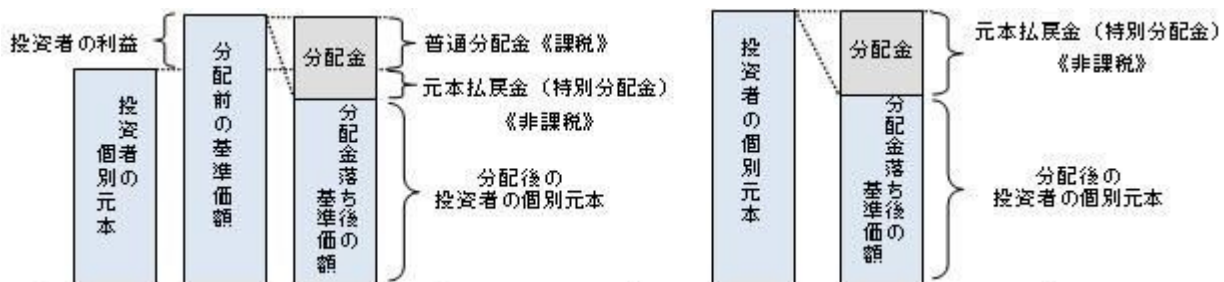 投資者の利益
投資者の
個別元本
分配前の基準価額
分配金
分配金落ち後の
基準価額
普通分配金《課税》
元本払戻金（特別分配金）
《非課税》
分配後の
投資者の個別元本
投資者の個別元本
分配金
分配金落ち後の
基準価額
元本払戻金（特別分配金）
《非課税》
分配後の
投資者の個別元本